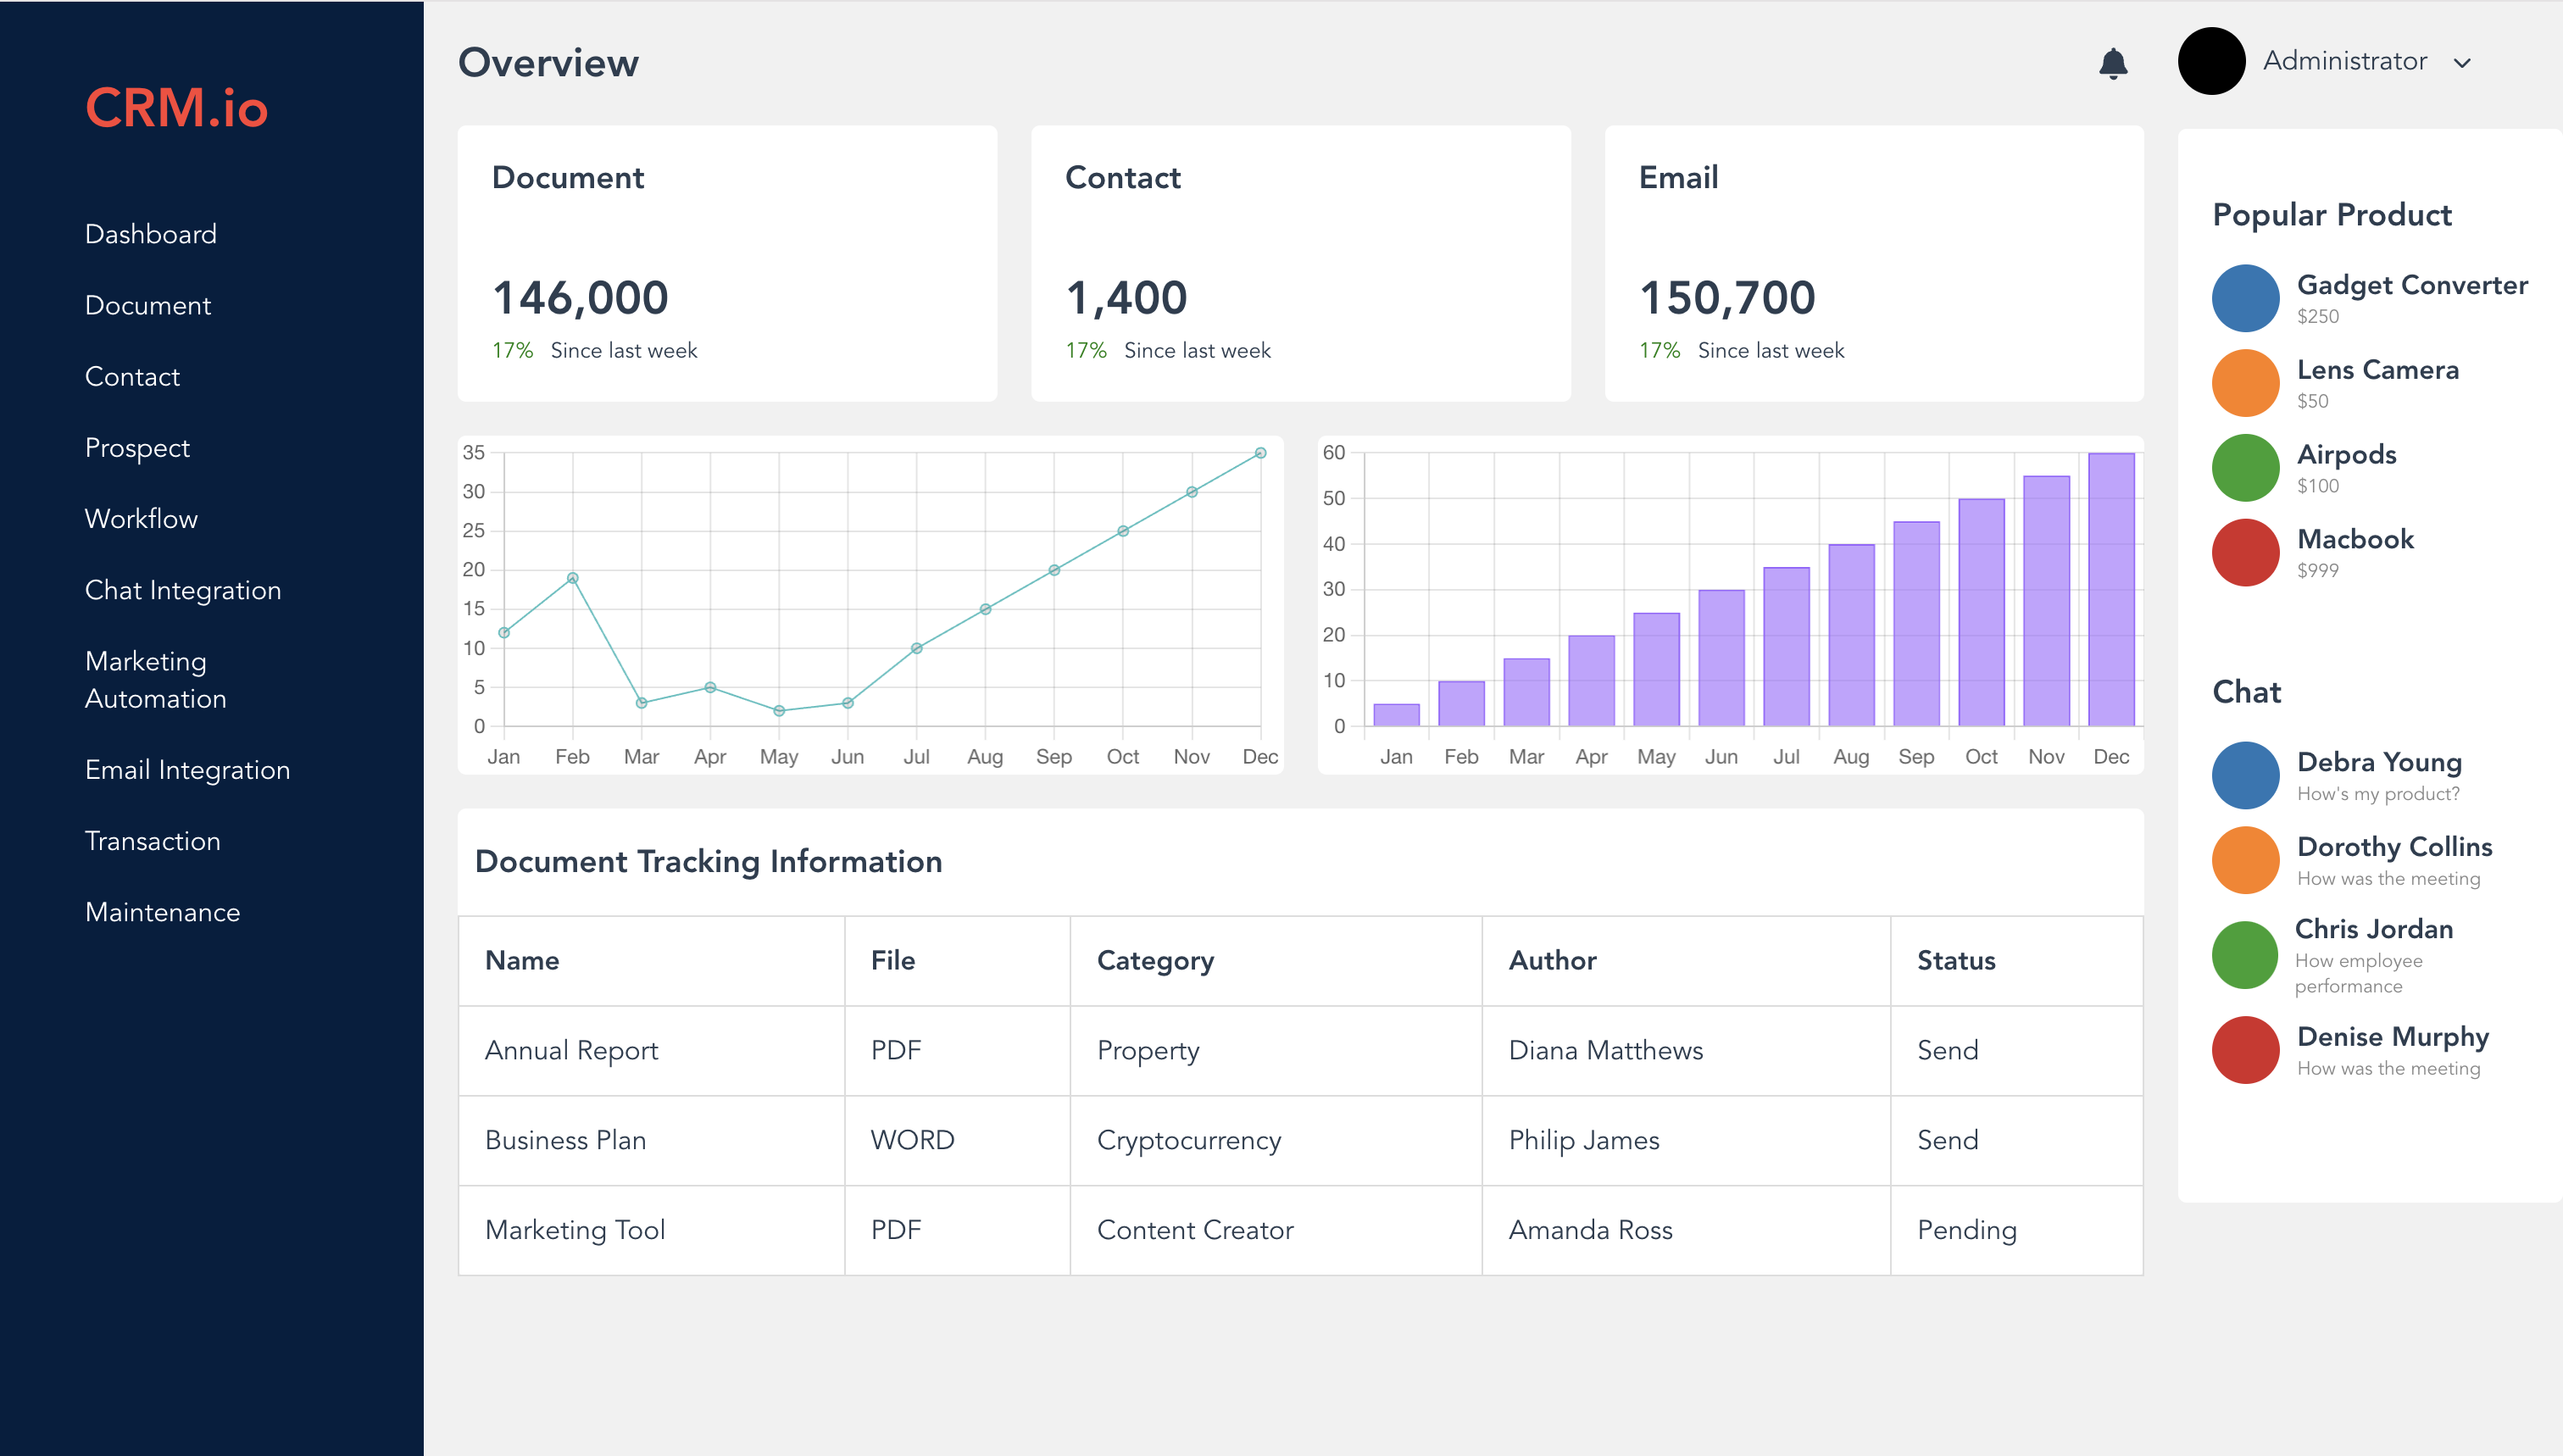 CRM.io
Dashboard
Document
Contact
Prospect
Workflow
Chat Integration
Marketing
Automation
Email Integration
Transaction
Maintenance
Overview
Administrator
Document
146,000
17% Since last week
Contact
1,400
17% Since last week
Email
150,700
17% Since last week
35
30
25
20
15
10
5
0
Jan Feb Mar Apr May Jun Jul Aug Sep Oct Nov Dec
60
50
40
30
20
10
0
Jan Feb Mar Apr May Jun Jul Aug Sep Oct Nov Dec
Document Tracking Information
Name File Category Author Status
Annual Report PDF Property Diana Matthews Send
Business Plan WORD Cryptocurrency Philip James Send
Marketing Tool PDF Content Creator Amanda Ross Pending
Popular Product
Gadget Converter
$250
Lens Camera
$50
Airpods
$100
Macbook
$999
Chat
Debra Young
How's my product?
Dorothy Collins
How was the meeting
Chris Jordan
How employee
performance
Denise Murphy
How was the meeting